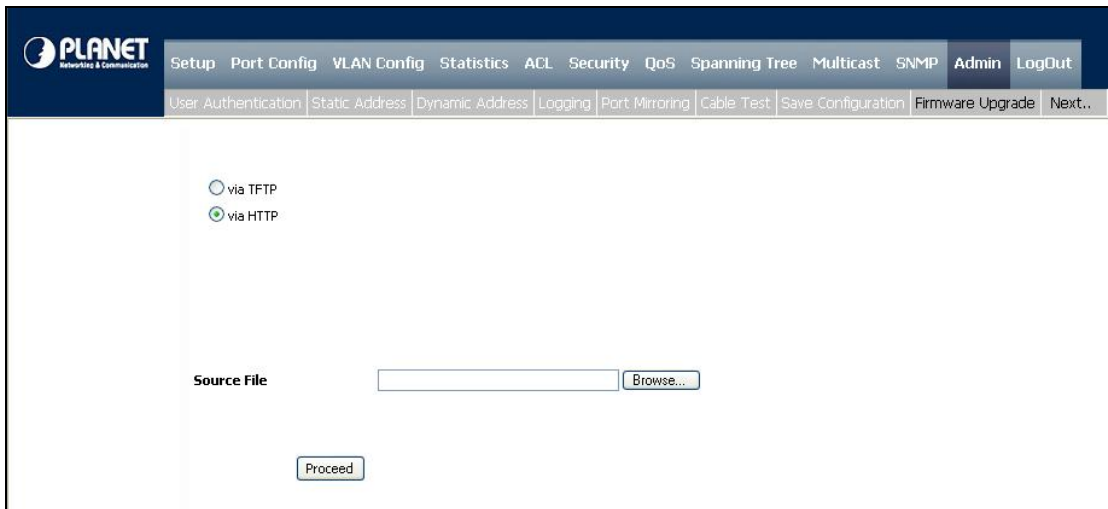 PLANET
Networking & Communication
Setup Port Config VLAN Config Statistics ACL Security QoS Spanning Tree Multicast SNMP Admin LogOut
User Authentication Static Address Dynamic Address Logging Port Mirroring Cable Test Save Configuration Firmware Upgrade Next..
via TFTP
via HTTP
Source File Browse...
Proceed